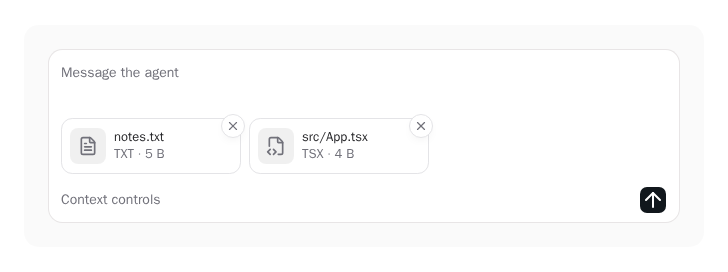 Message the agent
notes.txt
TXT · 5 B
src/App.tsx
TSX · 4 B
Context controls